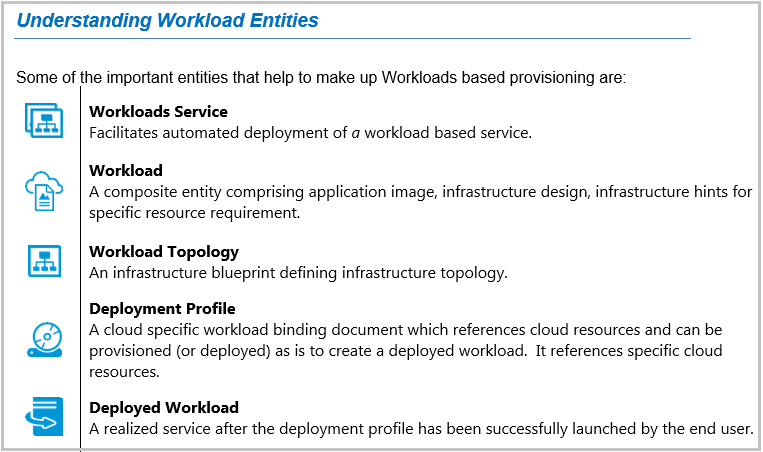 Understanding Workload Entities
Some of the important entities that help to make up Workloads based provisioning are:
Workloads Service
Facilitates automated deployment of a workload based service.
Workload
A composite entity comprising application image, infrastructure design, infrastructure hints for
specific resource requirement.
Workload Topology
An infrastructure blueprint defining infrastructure topology.
Deployment Profile
A cloud specific workload binding document which references cloud resources and can be
provisioned (or deployed) as is to create a deployed workload.  It references specific cloud
resources.
Deployed Workload
A realized service after the deployment profile has been successfully launched by the end user.